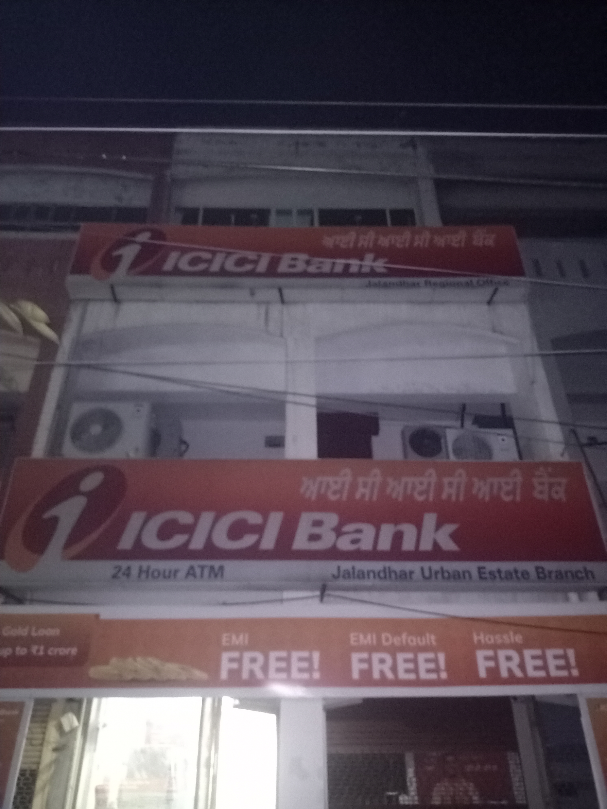 ਆਈ ਸੀ ਆਈ ਸੀ ਆਈ ਬੈਂਕ
ICICI Bank
Jalandhar Regional Office
ਆਈ ਸੀ ਆਈ ਸੀ ਆਈ ਬੈਂਕ
ICICI Bank
24 Hour ATM
Jalandhar Urban Estate Branch
Gold Loan
up to ₹1 crore
EMI
FREE!
EMI Default
FREE!
Hassle
FREE!